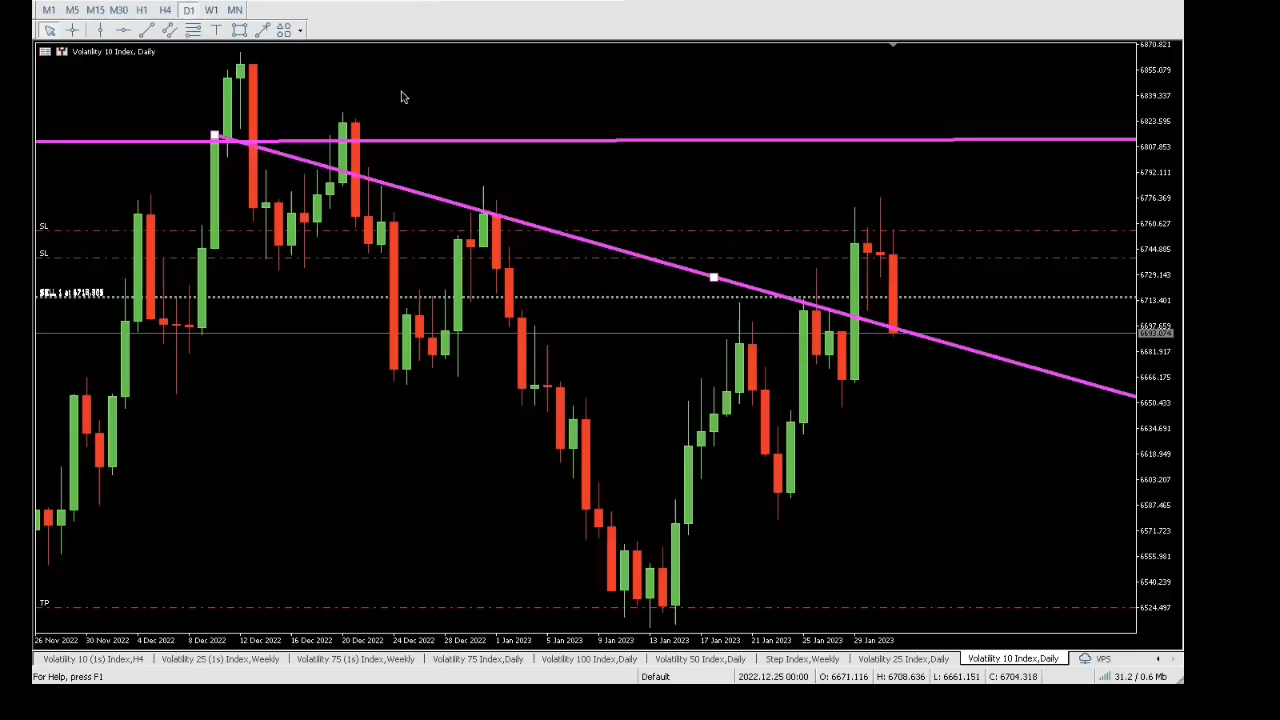 M1 M5 M15 M30 H1 H4 D1 W1 MN
T
Volatility 10 Index, Daily
6870.821
6855.079
6839.337
6823.595
6807.853
6792.111
6776.369
SL
6760.627
SL
6744.885
6729.143
SELL 1 at
6713.401
6697.659
6681.917
6666.175
6650.433
6634.691
6618.949
6603.207
6587.465
6571.723
6555.981
6540.239
TP
6524.497
26 Nov 2022 30 Nov 2022 4 Dec 2022 8 Dec 2022 12 Dec 2022 16 Dec 2022 20 Dec 2022 24 Dec 2022 28 Dec 2022 1 Jan 2023 5 Jan 2023 9 Jan 2023 13 Jan 2023 17 Jan 2023 21 Jan 2023 25 Jan 2023 29 Jan 2023
Volatility 10 (1s) Index,H4 Volatility 25 (1s) Index,Weekly Volatility 75 (1s) Index,Weekly Volatility 75 Index,Daily Volatility 100 Index,Daily Volatility 50 Index,Daily Step Index,Weekly Volatility 25 Index,Daily Volatility 10 Index,Daily VPS
For Help, press F1 Default 2022.12.25 00:00 O: 6671.116 H: 6708.636 L: 6661.151 C: 6704.318 31.2 / 0.6 Mb